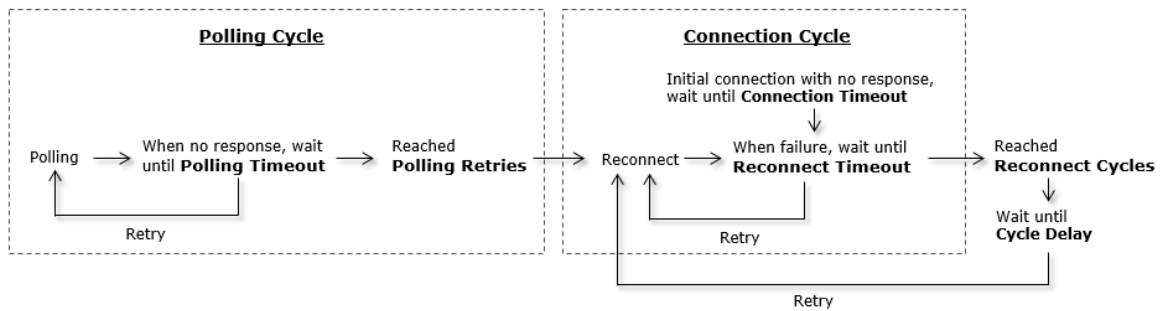 Polling Cycle
Polling
When no response, wait
until Polling Timeout
Reached
Polling Retries
Retry
Connection Cycle
Initial connection with no response,
wait until Connection Timeout
Reconnect
When failure, wait until
Reconnect Timeout
Retry
Reached
Reconnect Cycles
Wait until
Cycle Delay
Retry